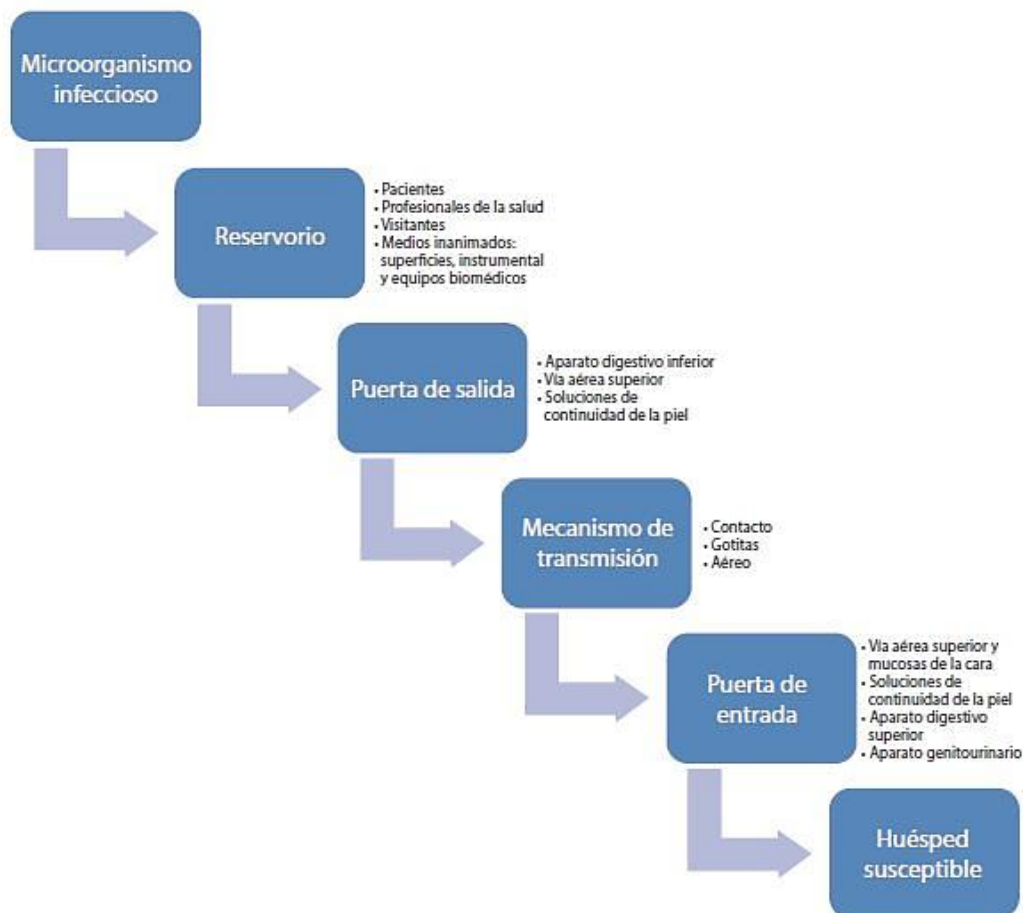 Microorganismo
infeccioso
Reservorio
• Pacientes
• Profesionales de la salud
• Visitantes
• Medios inanimados:
superficies, instrumental
y equipos biomédicos
Puerta de salida
• Aparato digestivo inferior
• Vía aérea superior
• Soluciones de
continuidad de la piel
Mecanismo de
transmisión
• Contacto
• Gotitas
• Aéreo
Puerta de
entrada
• Vía aérea superior y
mucosas de la cara
• Soluciones de
continuidad de la piel
• Aparato digestivo
superior
• Aparato genitourinario
Huésped
susceptible